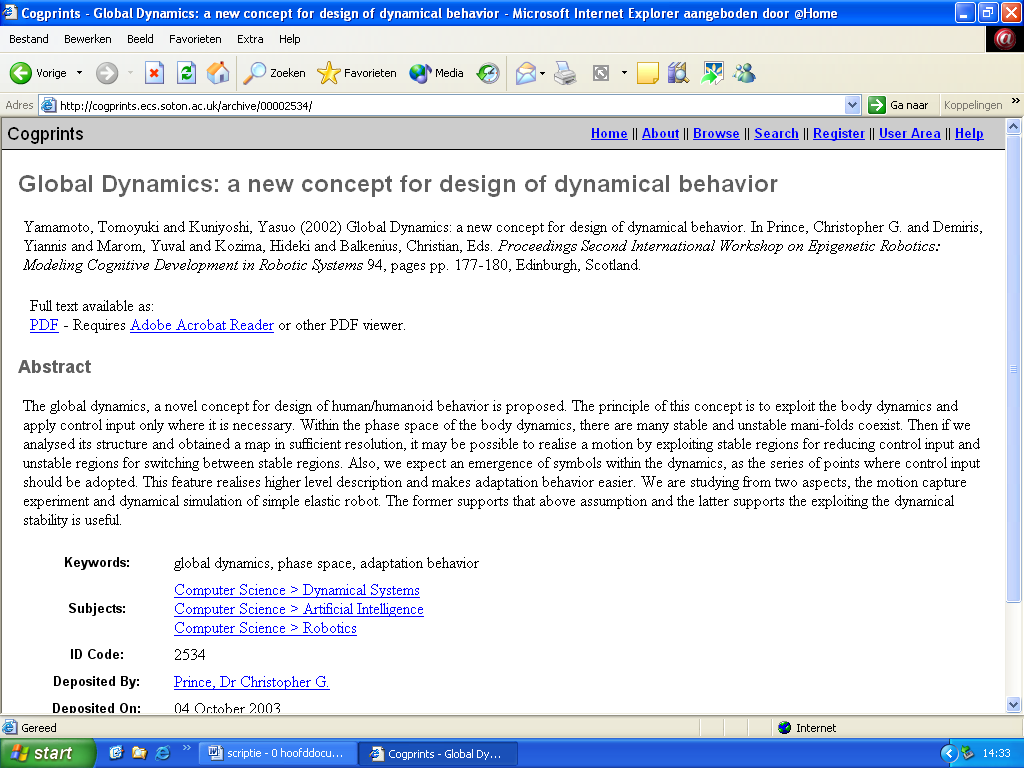 Cogprints - Global Dynamics: a new concept for design of dynamical behavior - Microsoft Internet Explorer aangeboden door @Home
Bestand Bewerken Beeld Favorieten Extra Help
Vorige Zoeken Favorieten Media
Adres http://cogprints.ecs.soton.ac.uk/archive/00002534/ Ga naar Koppelingen »
Cogprints Home || About || Browse || Search || Register || User Area || Help
Global Dynamics: a new concept for design of dynamical behavior
Yamamoto, Tomoyuki and Kuniyoshi, Yasuo (2002) Global Dynamics: a new concept for design of dynamical behavior. In Prince, Christopher G. and Demiris,
Yiannis and Marom, Yuval and Kozima, Hideki and Balkenius, Christian, Eds. Proceedings Second International Workshop on Epigenetic Robotics:
Modeling Cognitive Development in Robotic Systems 94, pages pp. 177-180, Edinburgh, Scotland.
Full text available as:
PDF - Requires Adobe Acrobat Reader or other PDF viewer.
Abstract
The global dynamics, a novel concept for design of human/humanoid behavior is proposed. The principle of this concept is to exploit the body dynamics and
apply control input only where it is necessary. Within the phase space of the body dynamics, there are many stable and unstable mani-folds coexist. Then if we
analysed its structure and obtained a map in sufficient resolution, it may be possible to realise a motion by exploiting stable regions for reducing control input and
unstable regions for switching between stable regions. Also, we expect an emergence of symbols within the dynamics, as the series of points where control input
should be adopted. This feature realises higher level description and makes adaptation behavior easier. We are studying from two aspects, the motion capture
experiment and dynamical simulation of simple elastic robot. The former supports that above assumption and the latter supports the exploiting the dynamical
stability is useful.
Keywords: global dynamics, phase space, adaptation behavior
Subjects: Computer Science > Dynamical Systems
Computer Science > Artificial Intelligence
Computer Science > Robotics
ID Code: 2534
Deposited By: Prince, Dr Christopher G.
Deposited On: 04 October 2003
Gereed Internet
start » scriptie - 0 hoofddocu... Cogprints - Global Dy... 14:33